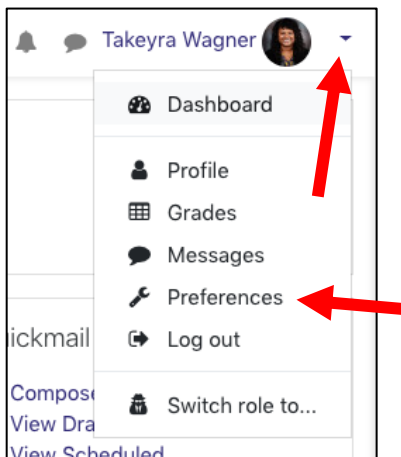 Takeyra Wagner
Dashboard
Profile
Grades
Messages
Preferences
ickmail
Log out
Compose
Switch role to...
View Dra
View Scheduled